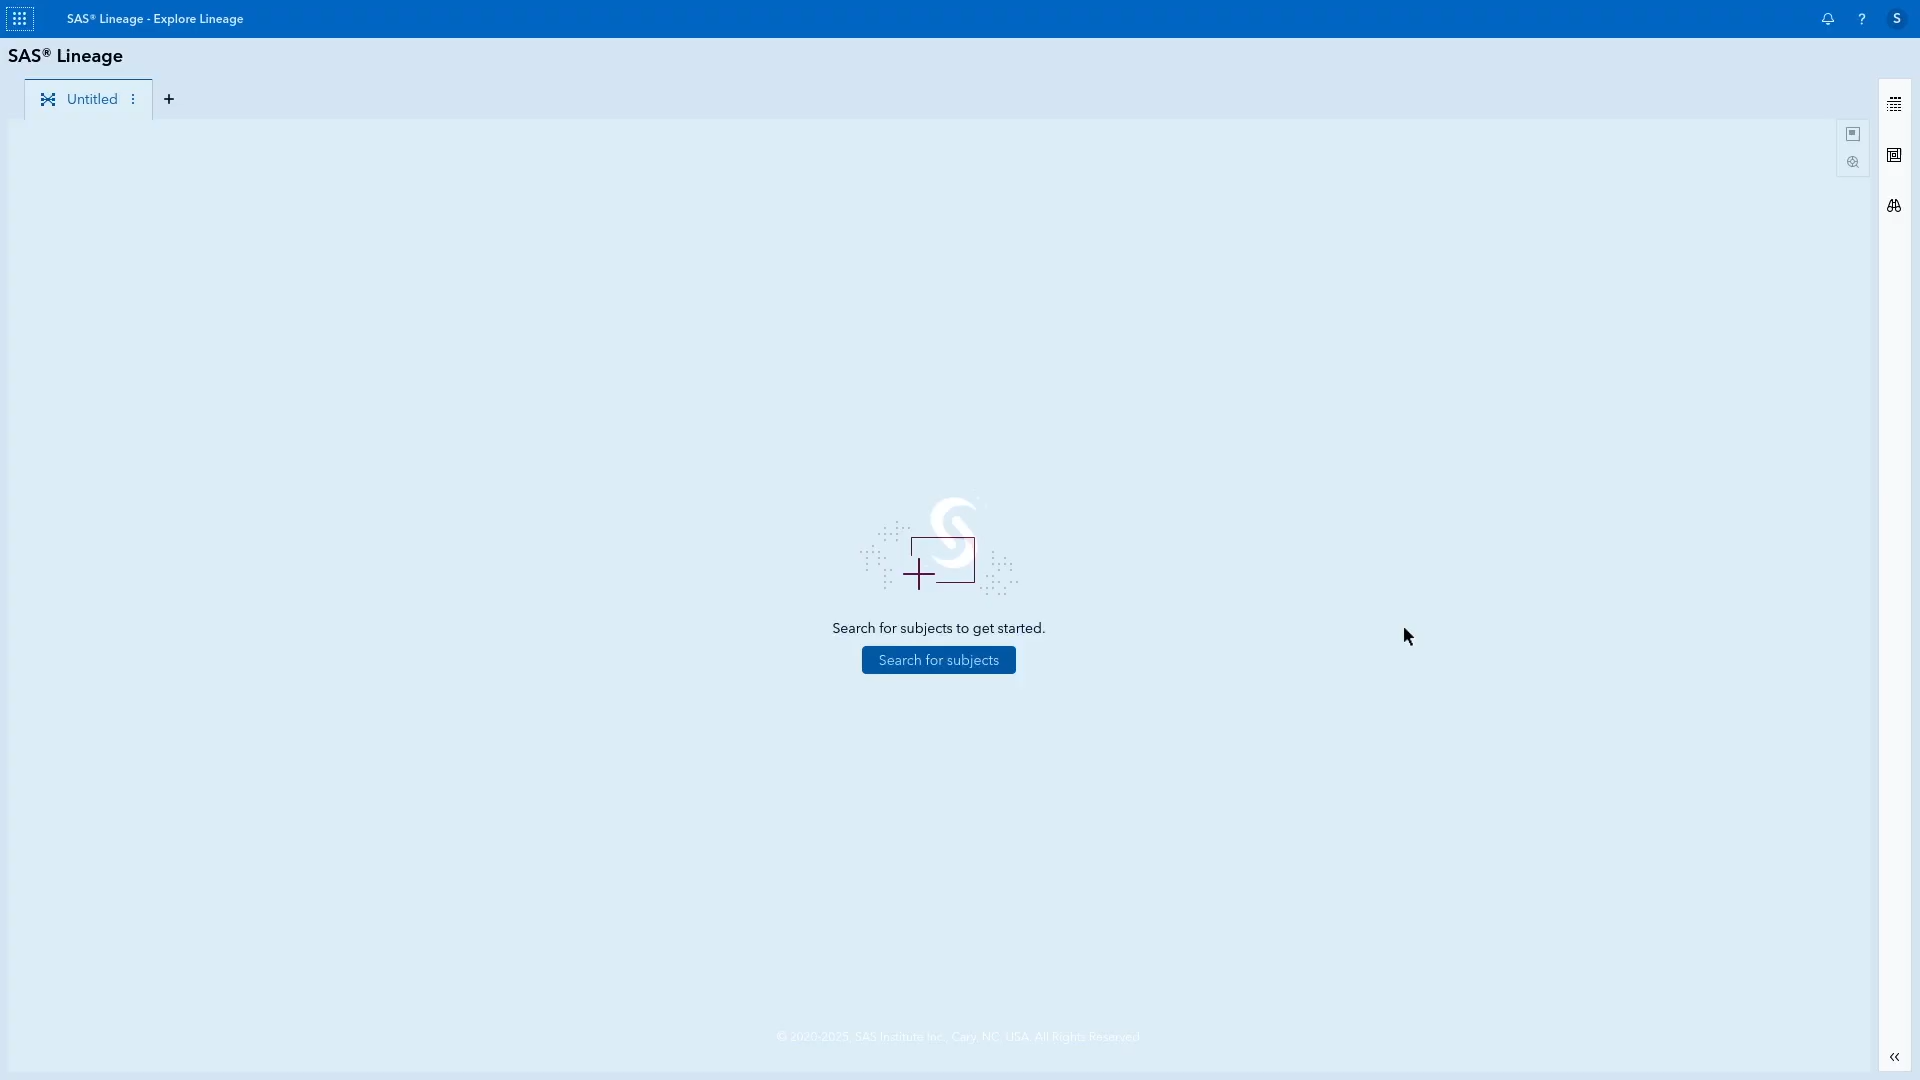 SAS® Lineage - Explore Lineage
? S
SAS® Lineage
Untitled
Search for subjects to get started.
Search for subjects
© 2020-2025, SAS Institute Inc., Cary, NC, USA. All Rights Reserved